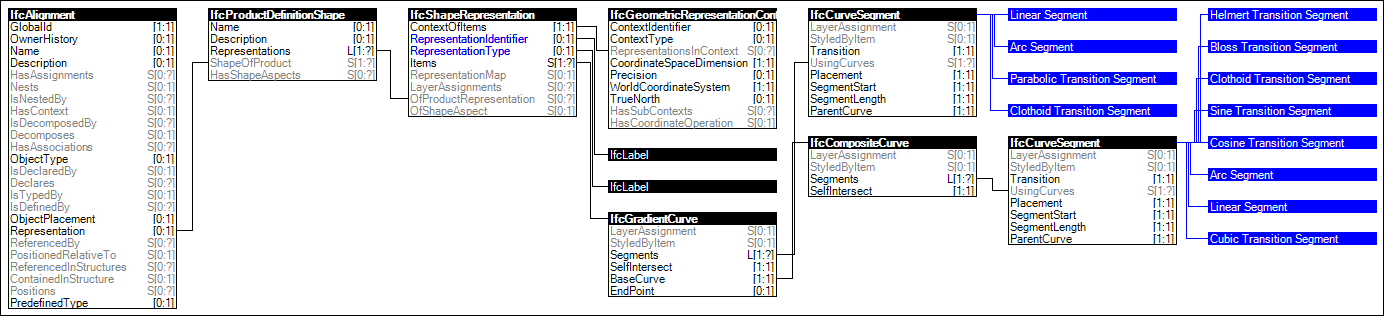 IfcAlignment
GlobalId [1:1]
OwnerHistory [0:1]
Name [0:1]
Description [0:1]
HasAssignments S[0:?]
Nests S[0:1]
IsNestedBy S[0:?]
HasContext S[0:1]
IsDecomposedBy S[0:?]
Decomposes S[0:1]
HasAssociations S[0:?]
ObjectType [0:1]
IsDeclaredBy S[0:1]
Declares S[0:?]
IsTypedBy S[0:1]
IsDefinedBy S[0:?]
ObjectPlacement [0:1]
Representation [0:1]
ReferencedBy S[0:?]
PositionedRelativeTo S[0:1]
ReferencedInStructures S[0:?]
ContainedInStructure S[0:1]
Positions S[0:?]
PredefinedType [0:1]
IfcProductDefinitionShape
Name [0:1]
Description [0:1]
Representations L[1:?]
ShapeOfProduct S[1:?]
HasShapeAspects S[0:?]
IfcShapeRepresentation
ContextOfItems [1:1]
RepresentationIdentifier [0:1]
RepresentationType [0:1]
Items S[1:?]
RepresentationMap S[0:1]
LayerAssignments S[0:?]
OfProductRepresentation S[0:1]
OfShapeAspect S[0:1]
IfcGeometricRepresentationCont
ContextIdentifier [0:1]
ContextType [0:1]
RepresentationsInContext S[0:?]
CoordinateSpaceDimension [1:1]
Precision [0:1]
WorldCoordinateSystem [1:1]
TrueNorth [0:1]
HasSubContexts S[0:?]
HasCoordinateOperation S[0:1]
IfcLabel
IfcLabel
IfcGradientCurve
LayerAssignment S[0:1]
StyledByItem S[0:1]
Segments L[1:?]
SelfIntersect [1:1]
BaseCurve [1:1]
EndPoint [0:1]
IfcCurveSegment
LayerAssignment S[0:1]
StyledByItem S[0:1]
Transition [1:1]
UsingCurves S[1:?]
Placement [1:1]
SegmentStart [1:1]
SegmentLength [1:1]
ParentCurve [1:1]
IfcCompositeCurve
LayerAssignment S[0:1]
StyledByItem S[0:1]
Segments L[1:?]
SelfIntersect [1:1]
Linear Segment
Arc Segment
Parabolic Transition Segment
Clothoid Transition Segment
IfcCurveSegment
LayerAssignment S[0:1]
StyledByItem S[0:1]
Transition [1:1]
UsingCurves S[1:?]
Placement [1:1]
SegmentStart [1:1]
SegmentLength [1:1]
ParentCurve [1:1]
Helmert Transition Segment
Bloss Transition Segment
Clothoid Transition Segment
Sine Transition Segment
Cosine Transition Segment
Arc Segment
Linear Segment
Cubic Transition Segment